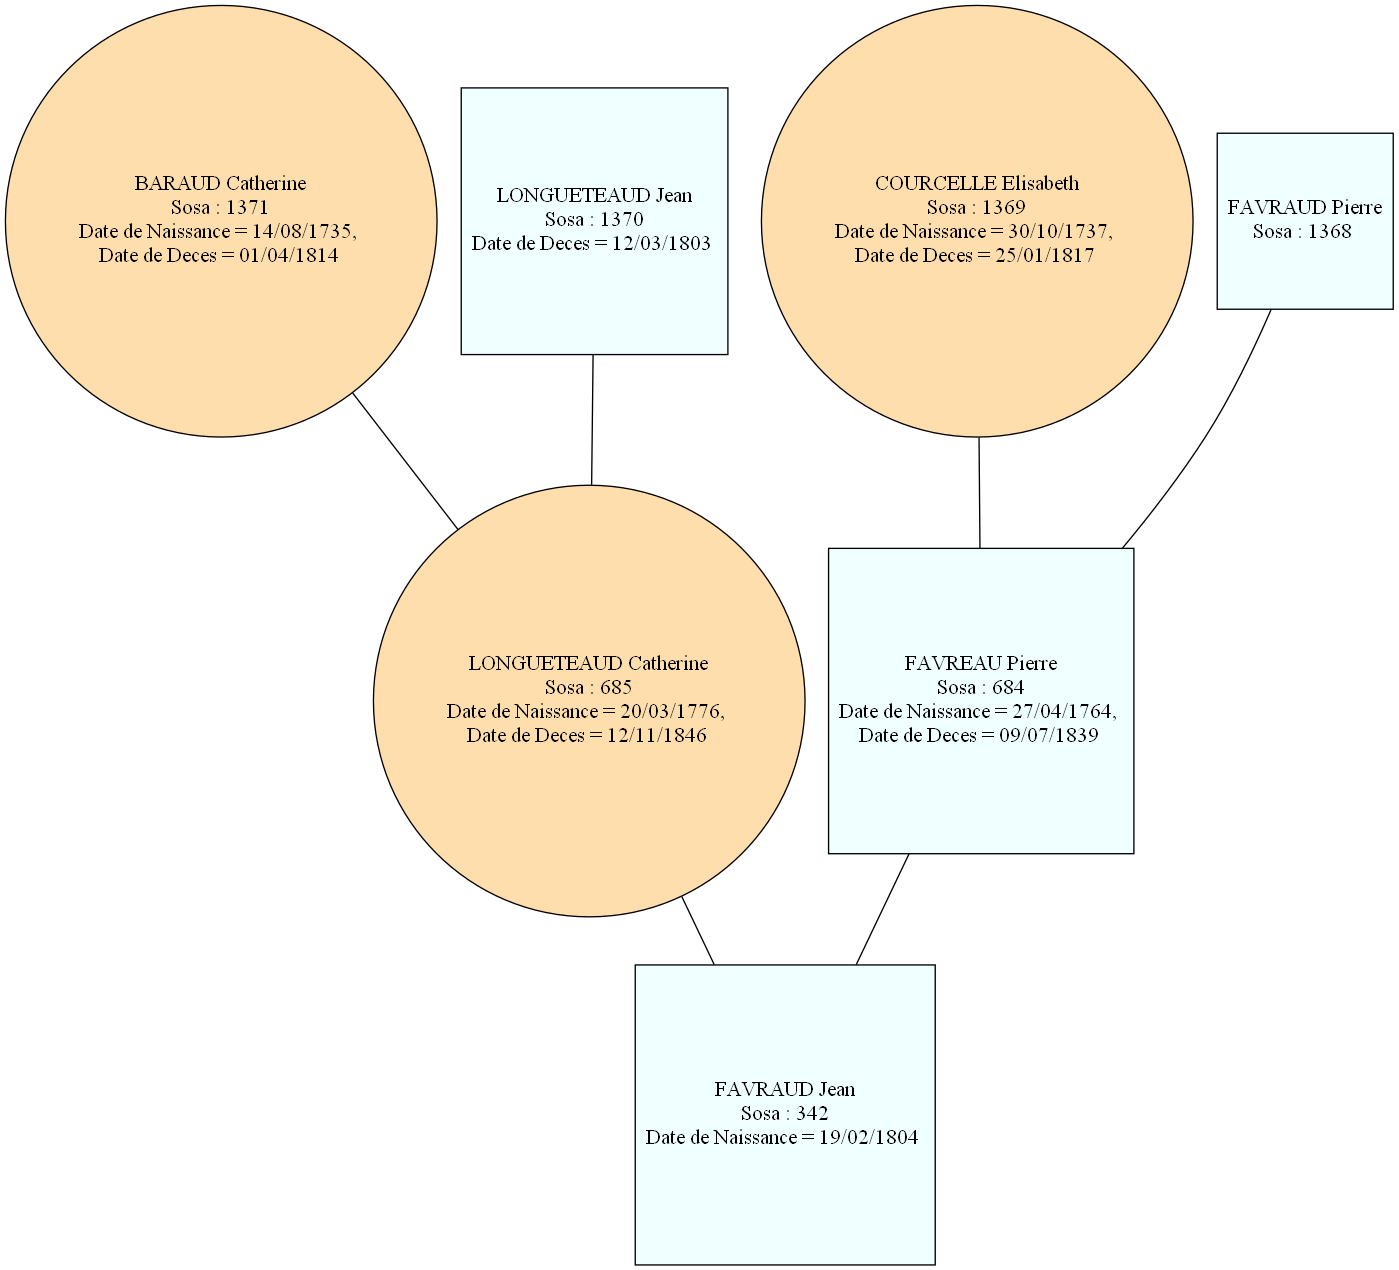 BARAUD Catherine
Sosa : 1371
Date de Naissance = 14/08/1735,
Date de Deces = 01/04/1814
LONGUETEAUD Jean
Sosa : 1370
Date de Deces = 12/03/1803
COURCELLE Elisabeth
Sosa : 1369
Date de Naissance = 30/10/1737,
Date de Deces = 25/01/1817
FAVRAUD Pierre
Sosa : 1368
LONGUETEAUD Catherine
Sosa : 685
Date de Naissance = 20/03/1776,
Date de Deces = 12/11/1846
FAVREAU Pierre
Sosa : 684
Date de Naissance = 27/04/1764,
Date de Deces = 09/07/1839
FAVRAUD Jean
Sosa : 342
Date de Naissance = 19/02/1804